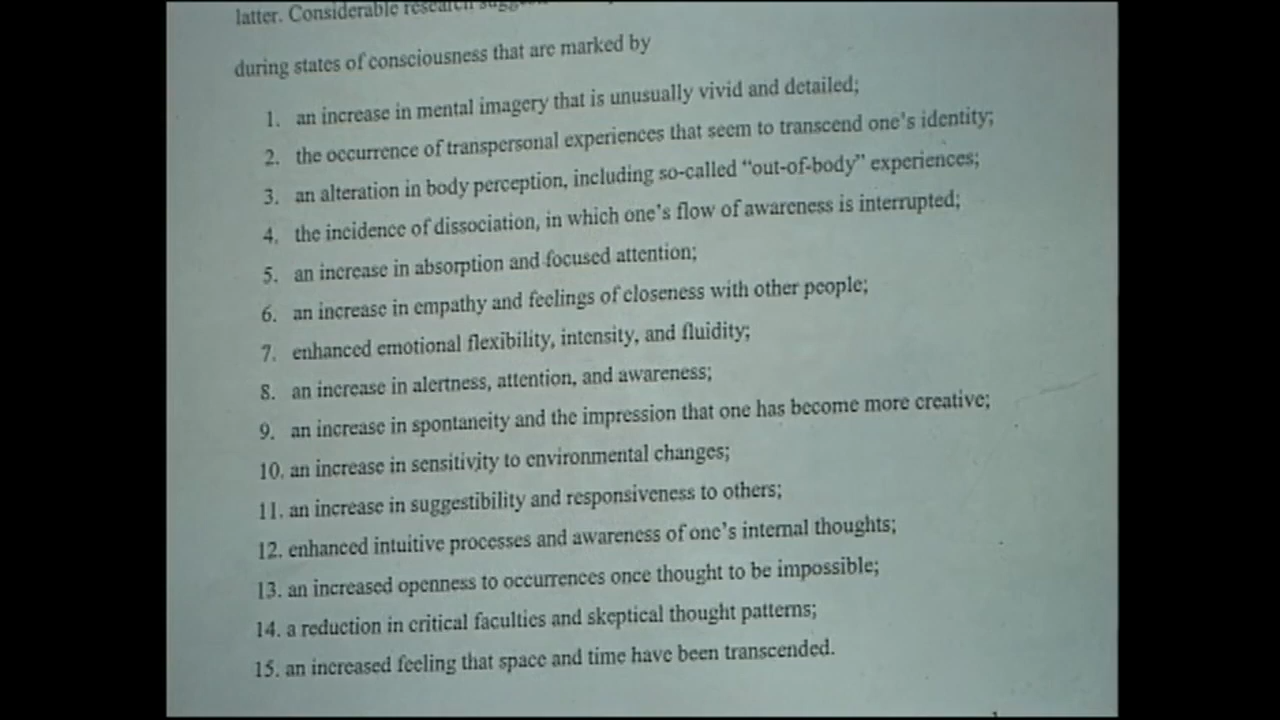 latter. Considerable research
during states of consciousness that are marked by
1. an increase in mental imagery that is unusually vivid and detailed;
2. the occurrence of transpersonal experiences that seem to transcend one's identity;
3. an alteration in body perception, including so-called “out-of-body” experiences;
4. the incidence of dissociation, in which one's flow of awareness is interrupted;
5. an increase in absorption and focused attention;
6. an increase in empathy and feelings of closeness with other people;
7. enhanced emotional flexibility, intensity, and fluidity;
8. an increase in alertness, attention, and awareness;
9. an increase in spontaneity and the impression that one has become more creative;
10. an increase in sensitivity to environmental changes;
11. an increase in suggestibility and responsiveness to others;
12. enhanced intuitive processes and awareness of one's internal thoughts;
13. an increased openness to occurrences once thought to be impossible;
14. a reduction in critical faculties and skeptical thought patterns;
15. an increased feeling that space and time have been transcended.